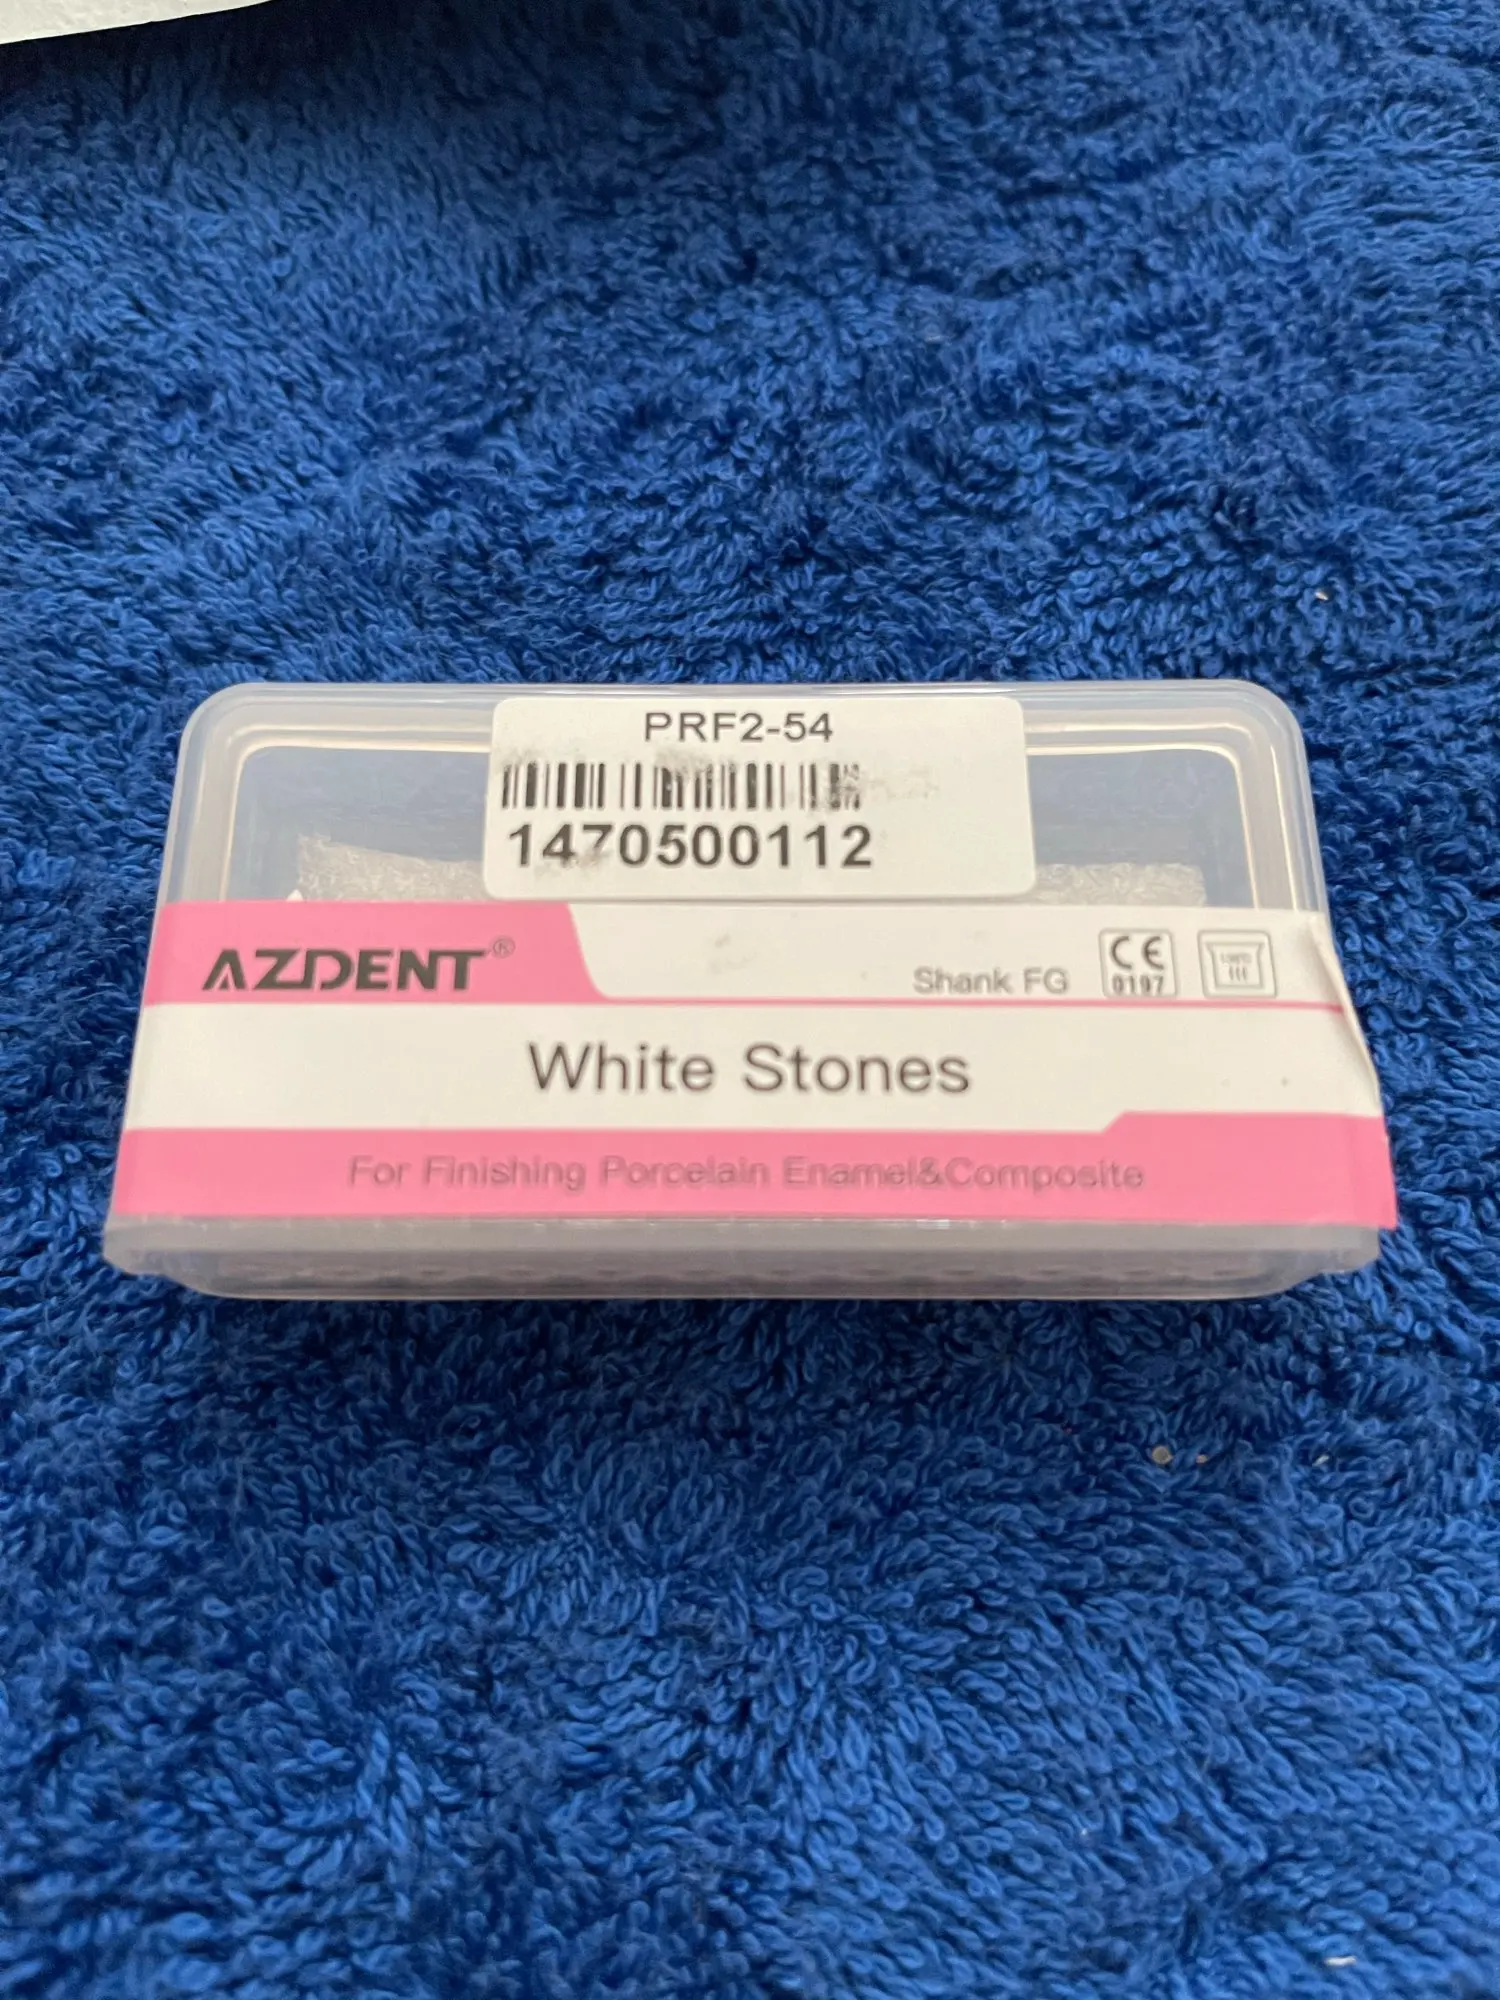 PRF2-54
1470500112
AZDENT®
Shank FG
CE
0197
White Stones
For Finishing Porcelain Enamel&Composite